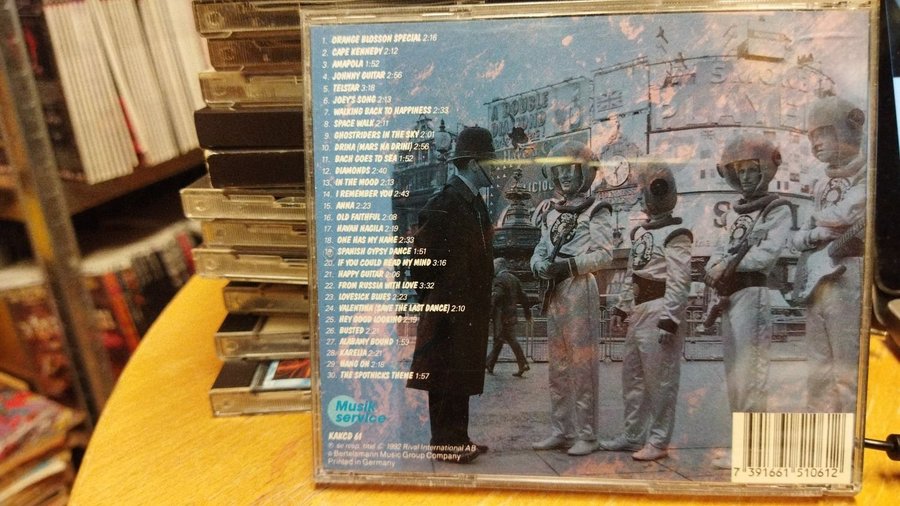 1. ORANGE BLOSSON SPECIAL 2:16
2. CAPE KENNEDY 2:12
3. AMAPOLA 1:52
4. JOHNNY GUITAR 2:56
5. TELSTAR 3:16
6. JOEY'S SONG 2:13
7. WALKING BACK TO HAPPINESS 2:33
8. SPACE WALK 2:11
9. GHOSTRIDERS IN THE SKY 2:01
10. DRINA (MARS NA DRINI) 2:56
11. BACH GOES TO SEA 1:52
12. DIAMONDS 2:40
13. IN THE MOOD 2:13
14. I REMEMBER YOU 2:43
15. ANNA 2:23
16. OLD FAITHFUL 2:08
17. HAVAH NAGILA 2:19
18. ONE HAS MY NAME 2:33
19. SPANISH GYPSY DANCE 1:51
20. IF YOU COULD READ MY MIND 3:16
21. HAPPY GUITAR 2:06
22. FROM RUSSIA WITH LOVE 3:32
23. LOVESICK BLUES 2:23
24. VALENTINA (SAVE THE LAST DANCE) 2:10
25. HEY GOOD LOOKING 2:19
26. BUSTED 2:21
27. ALABAMY BOUND 1:53
28. KARELIA 2:21
29. HANG ON 2:18
30. THE SPOTNICKS THEME 1:57
Musik
service
KAKCD 61
℗ se resp. titel © 1992 Rival International AB
a Bertelsmann Music Group Company
Printed in Germany
A DOUBLE
7 391661 510612